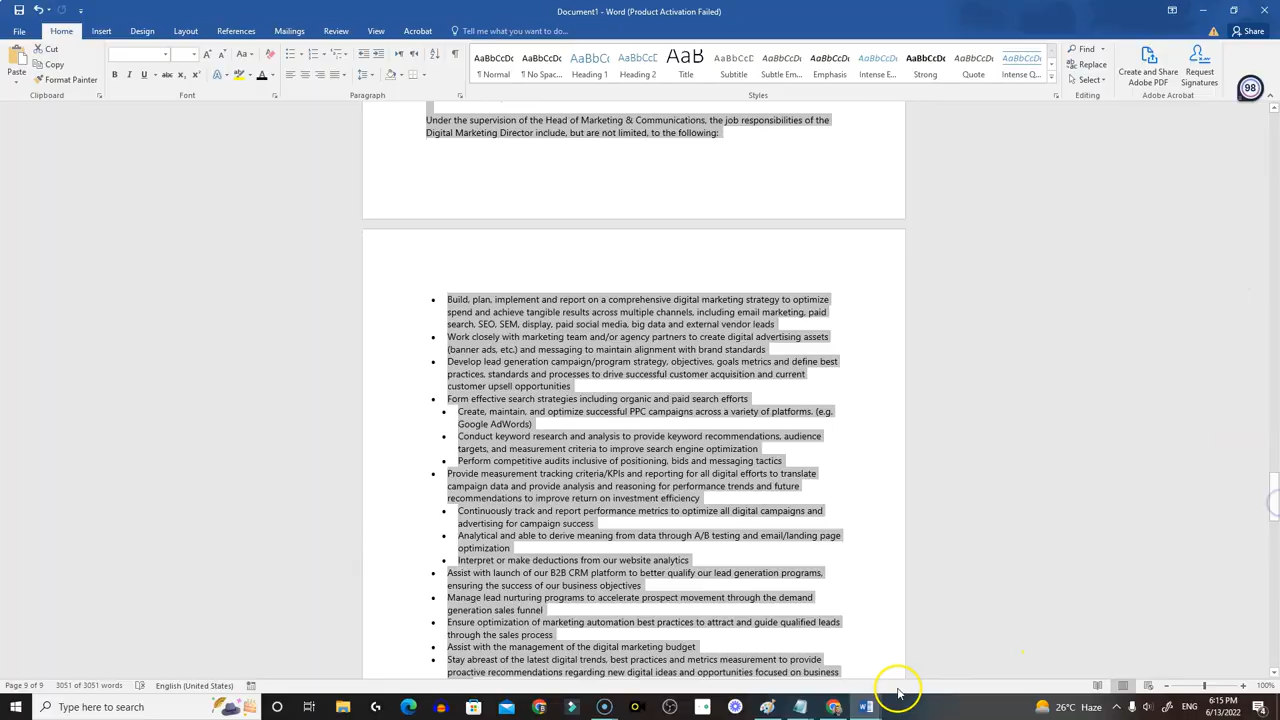 Document1 - Word (Product Activation Failed)
File Home Insert Design Layout References Mailings Review View Acrobat Tell me what you want to do... Share
Paste Cut Copy Format Painter
AaBbCcDc AaBbCcDc AaBbCc AaBbCcC AaB AaBbCcC AaBbCcDc AaBbCcDc AaBbCcDc AaBbCcDc AaBbCcDc AaBbCcDc
¶ Normal ¶ No Spac... Heading 1 Heading 2 Title Subtitle Subtle Em... Emphasis Intense E... Strong Quote Intense Q...
Find Replace Select
Create and Share Adobe PDF
Request Signatures
98
Clipboard Font Paragraph Styles Editing Adobe Acrobat
Under the supervision of the Head of Marketing & Communications, the job responsibilities of the
Digital Marketing Director include, but are not limited, to the following:
• Build, plan, implement and report on a comprehensive digital marketing strategy to optimize
spend and achieve tangible results across multiple channels, including email marketing, paid
search, SEO, SEM, display, paid social media, big data and external vendor leads
• Work closely with marketing team and/or agency partners to create digital advertising assets
(banner ads, etc.) and messaging to maintain alignment with brand standards
• Develop lead generation campaign/program strategy, objectives, goals metrics and define best
practices, standards and processes to drive successful customer acquisition and current
customer upsell opportunities
• Form effective search strategies including organic and paid search efforts
• Create, maintain, and optimize successful PPC campaigns across a variety of platforms. (e.g.
Google AdWords)
• Conduct keyword research and analysis to provide keyword recommendations, audience
targets, and measurement criteria to improve search engine optimization
• Perform competitive audits inclusive of positioning, bids and messaging tactics
• Provide measurement tracking criteria/KPIs and reporting for all digital efforts to translate
campaign data and provide analysis and reasoning for performance trends and future
recommendations to improve return on investment efficiency
• Continuously track and report performance metrics to optimize all digital campaigns and
advertising for campaign success
• Analytical and able to derive meaning from data through A/B testing and email/landing page
optimization
• Interpret or make deductions from our website analytics
• Assist with launch of our B2B CRM platform to better qualify our lead generation programs,
ensuring the success of our business objectives
• Manage lead nurturing programs to accelerate prospect movement through the demand
generation sales funnel
• Ensure optimization of marketing automation best practices to attract and guide qualified leads
through the sales process
• Assist with the management of the digital marketing budget
• Stay abreast of the latest digital trends, best practices and metrics measurement to provide
proactive recommendations regarding new digital ideas and opportunities focused on business
Page 9 of 9 3051 of 3051 words English (United States) 100%
Type here to search 26°C Haze 6:15 PM
6/13/2022